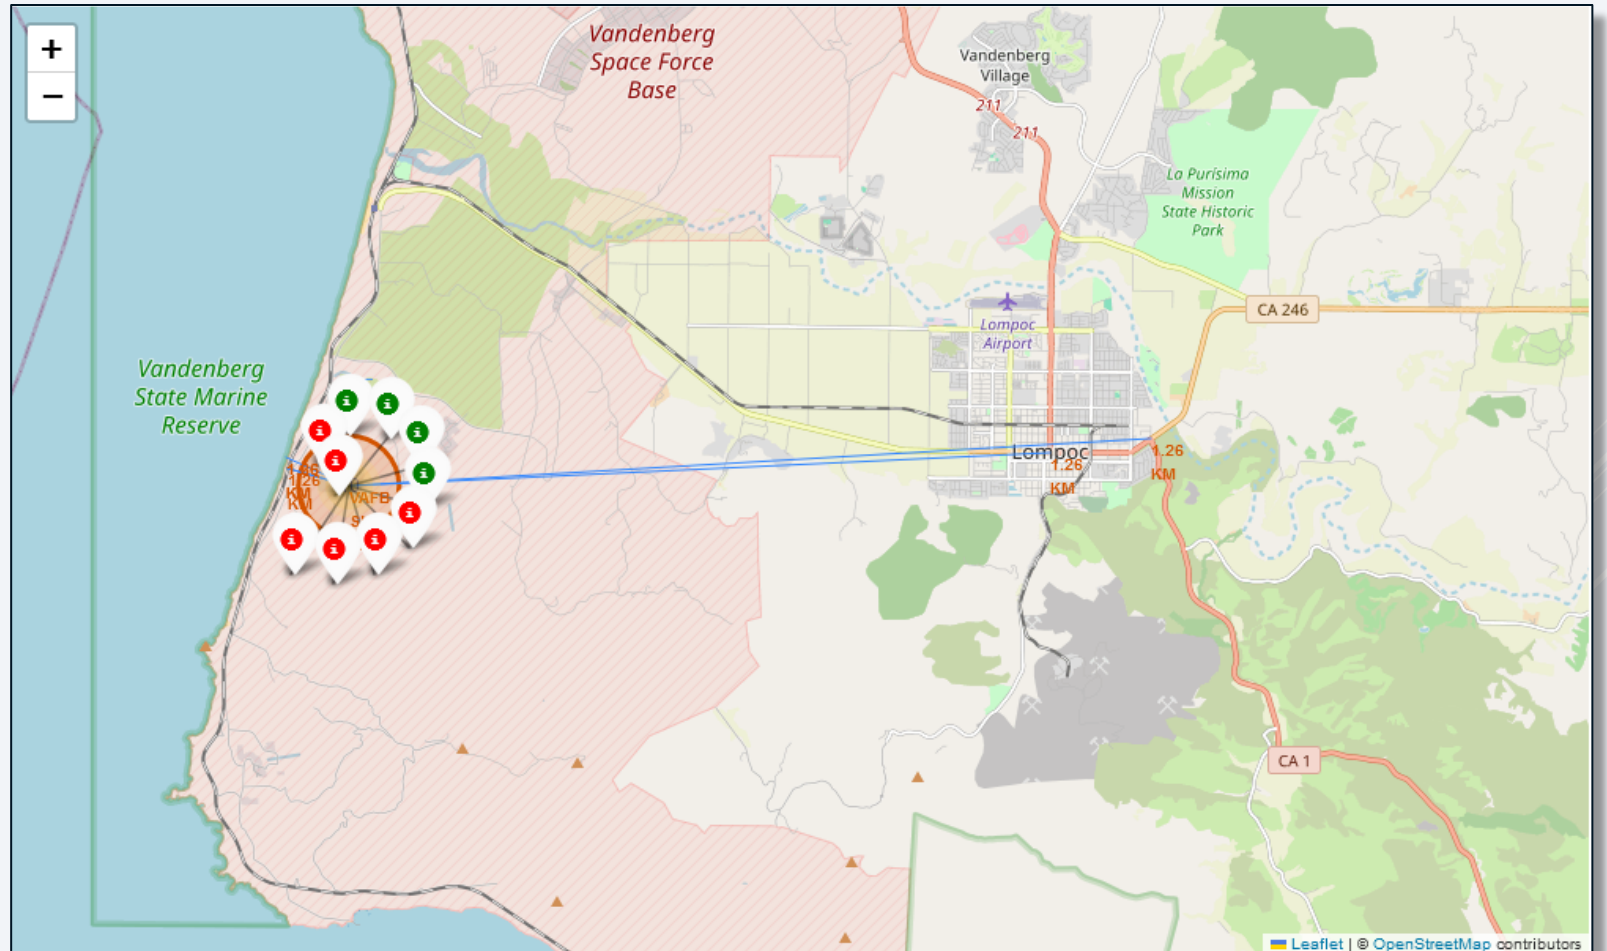 +
−
Vandenberg
Space Force
Base
Vandenberg
Village
211
211
La Purísima
Mission
State Historic
Park
CA 246
Lompoc
Airport
Vandenberg
State Marine
Reserve
Lompoc
1.26
KM
1.26
KM
1.26
KM
VAFB
CA 1
Leaflet | © OpenStreetMap contributors